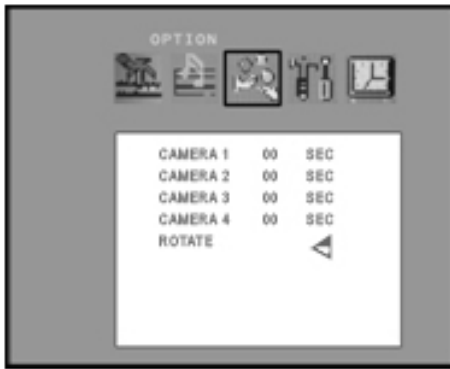 OPTION
CAMERA 1 00 SEC
CAMERA 2 00 SEC
CAMERA 3 00 SEC
CAMERA 4 00 SEC
ROTATE